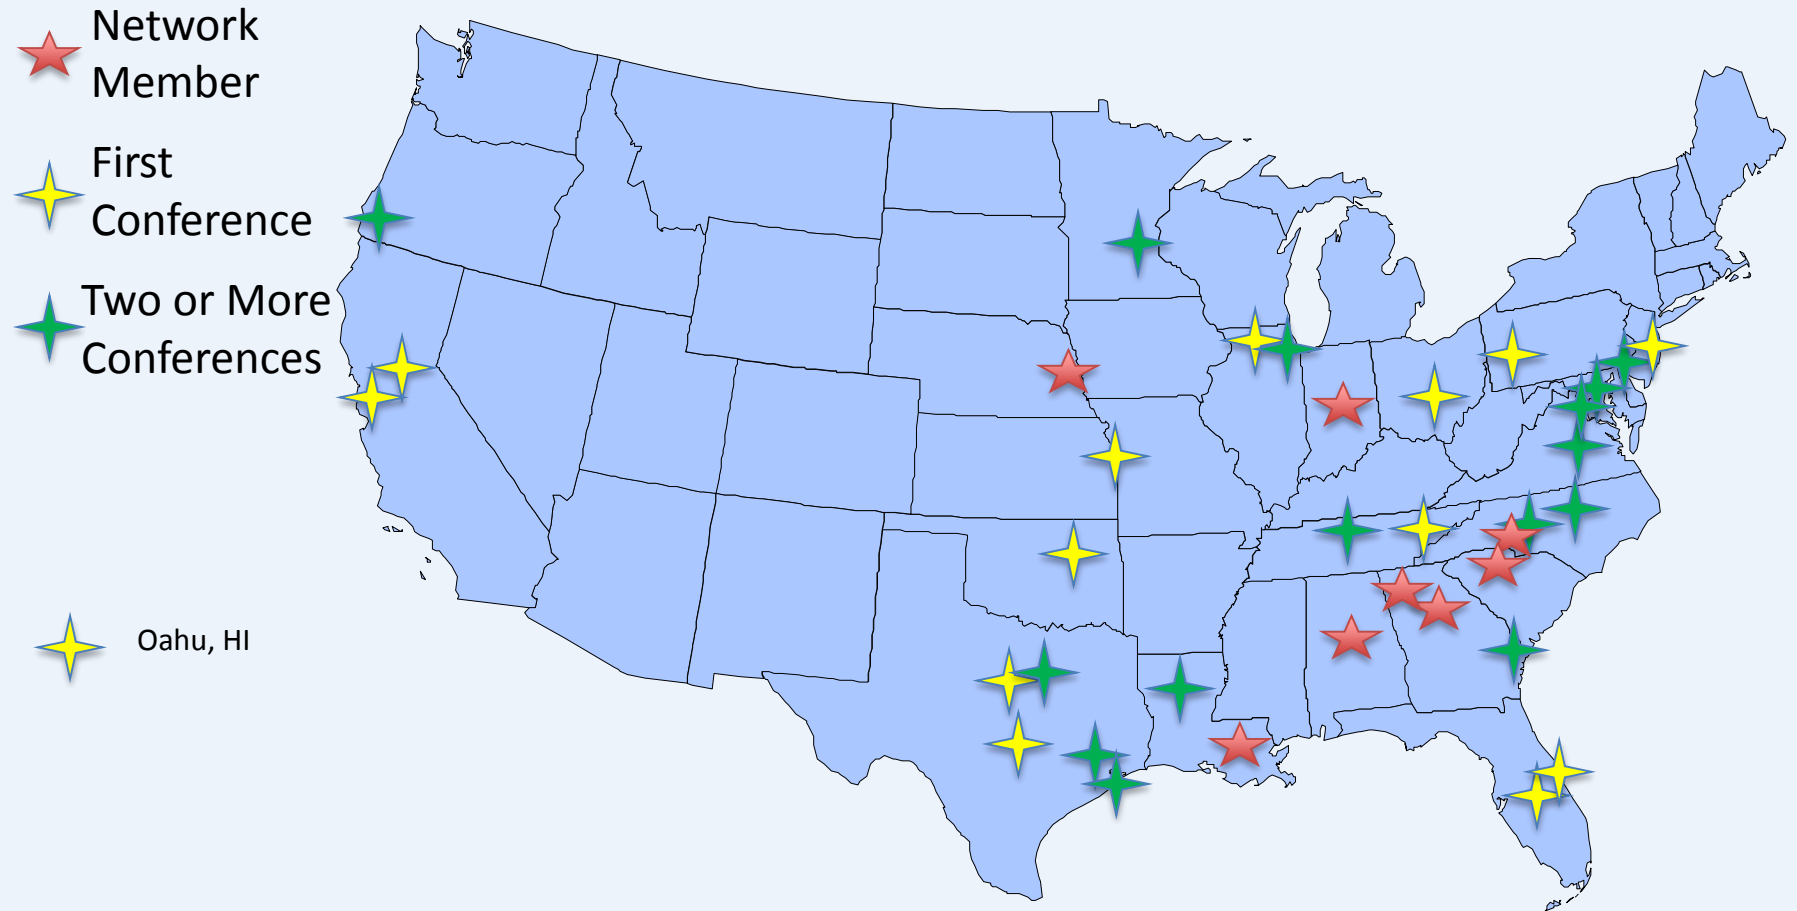 Network
Member
First
Conference
Two or More
Conferences
Oahu, HI